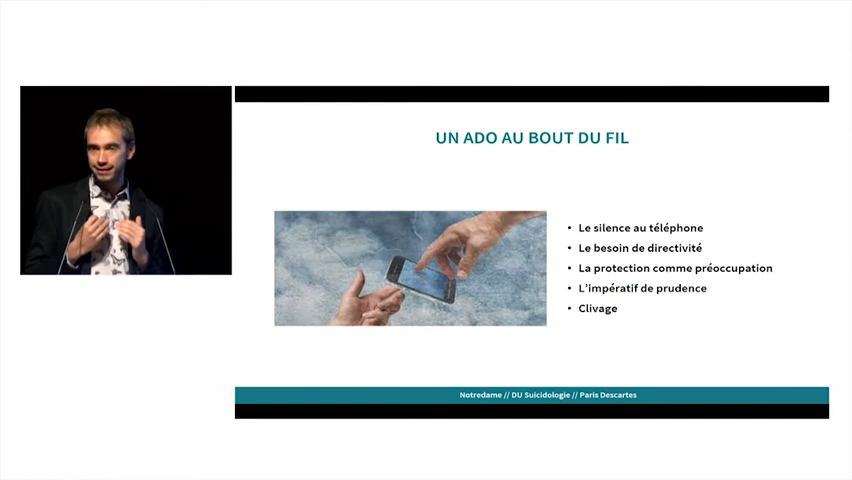 UN ADO AU BOUT DU FIL
• Le silence au téléphone
• Le besoin de directivité
• La protection comme préoccupation
• L’impératif de prudence
• Clivage
Notredame // DU Suicidologie // Paris Descartes